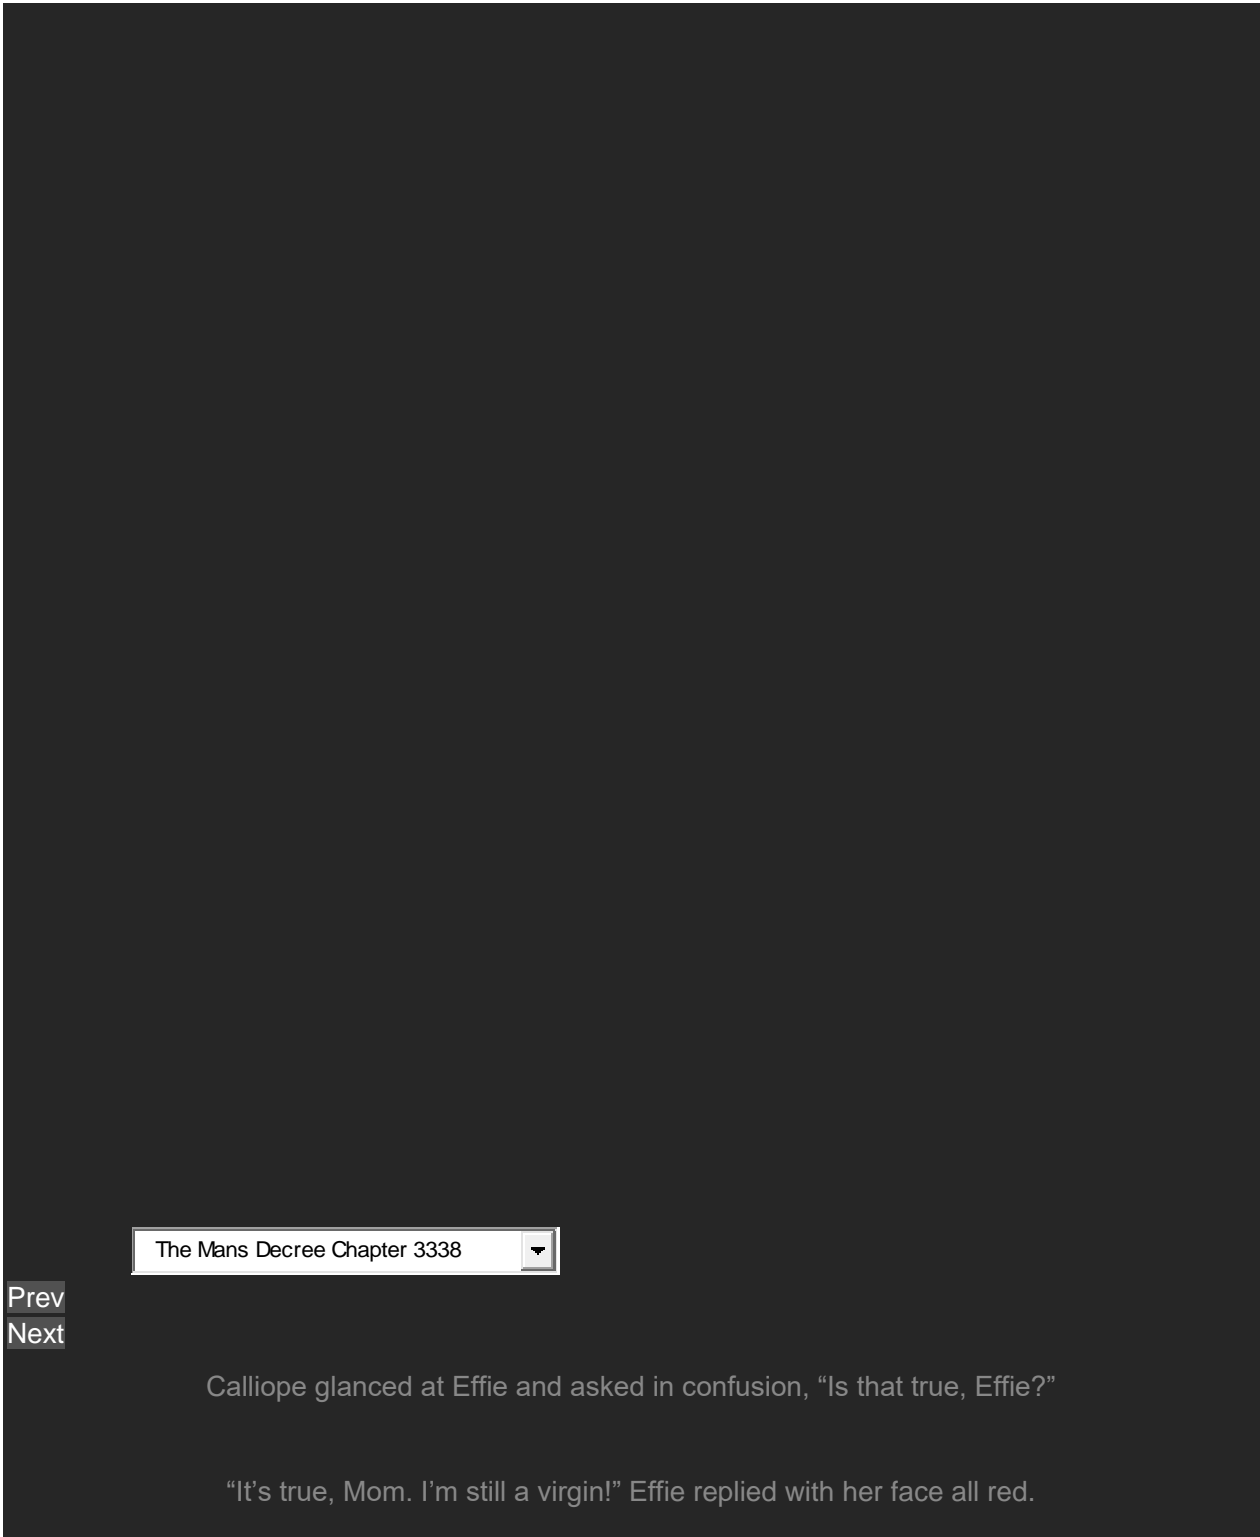 The Mans Decree Chapter 3338
Prev
Next
Calliope glanced at Effie and asked in confusion, “Is that true, Effie?”
“It’s true, Mom. I’m still a virgin!” Effie replied with her face all red.